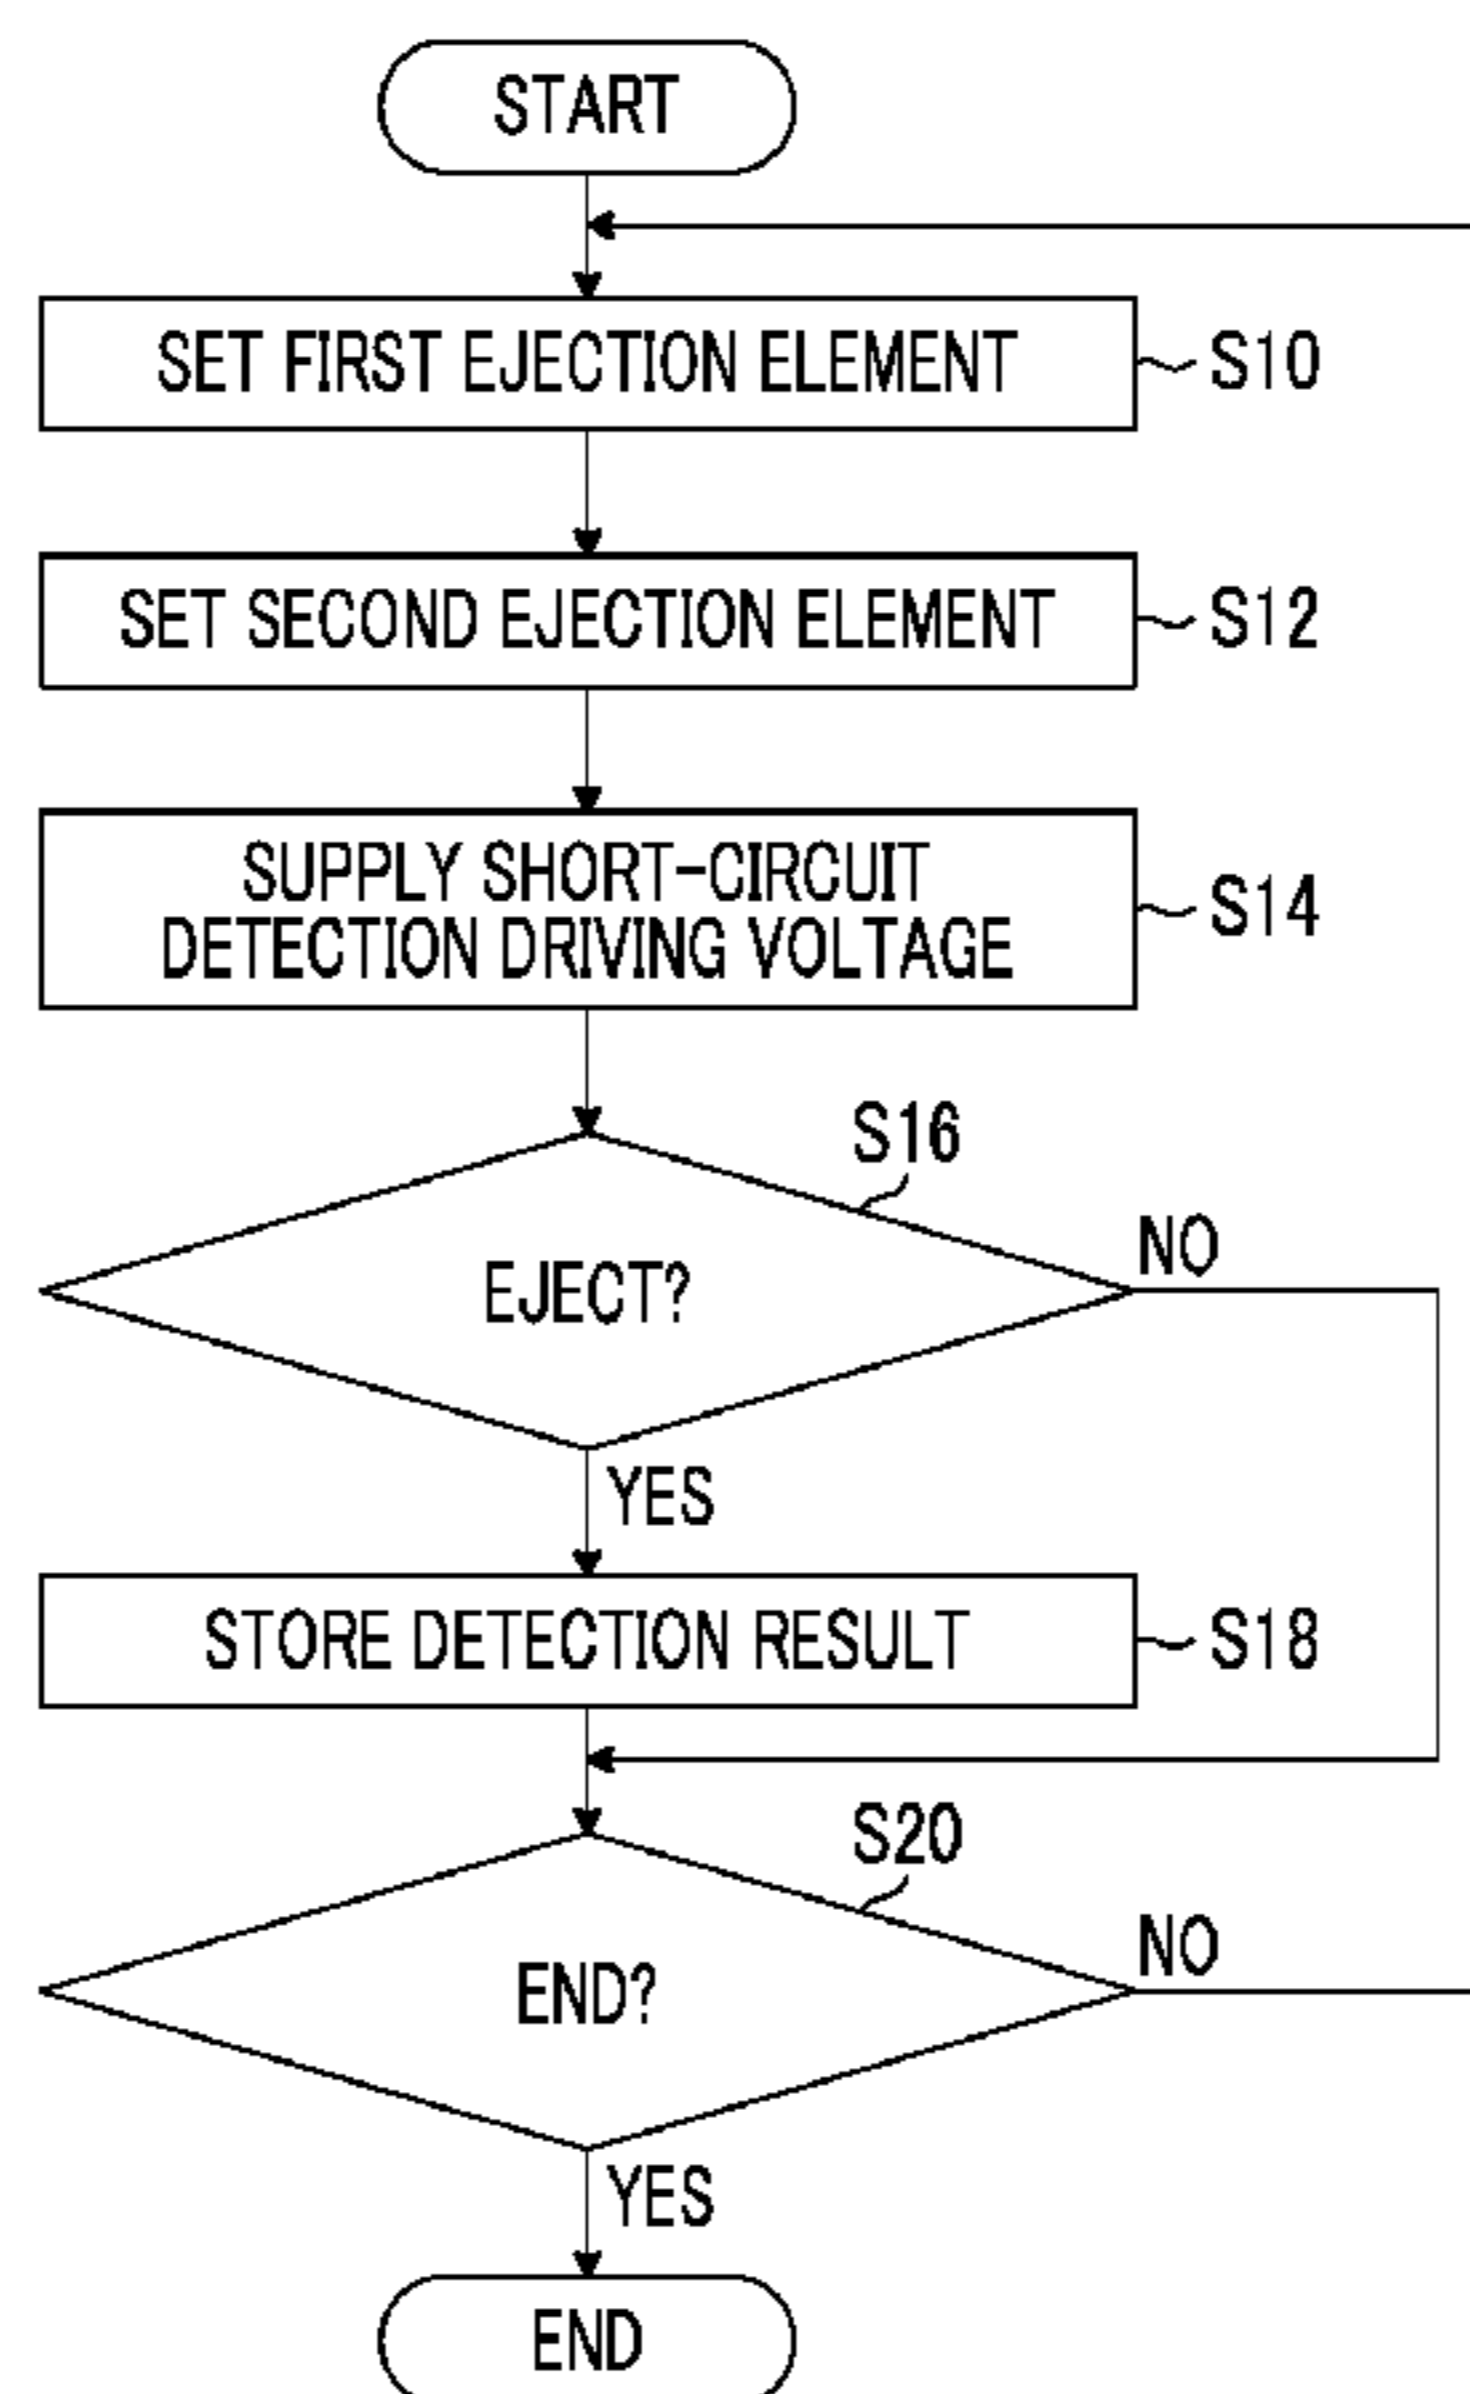 START
SET FIRST EJECTION ELEMENT
S10
SET SECOND EJECTION ELEMENT
S12
SUPPLY SHORT-CIRCUIT
DETECTION DRIVING VOLTAGE
S14
S16
EJECT?
NO
YES
STORE DETECTION RESULT
S18
S20
END?
NO
YES
END